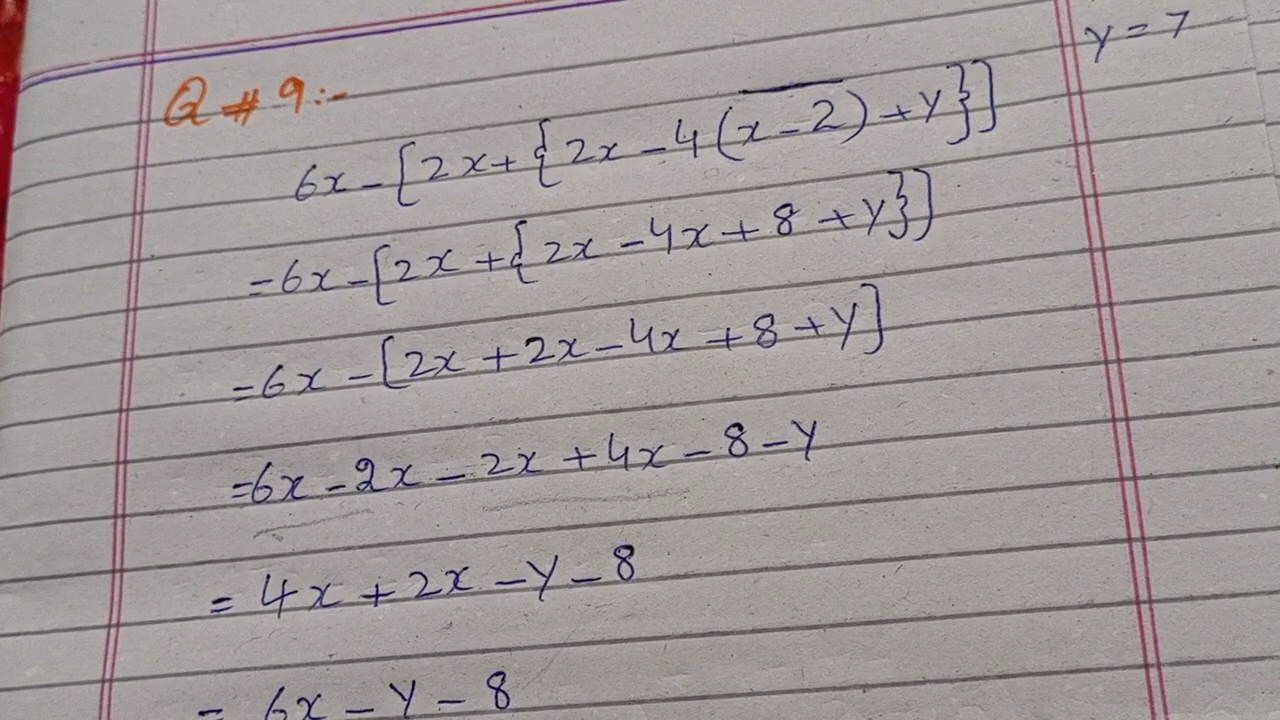 y = 7
Q # 9:-
6x - [2x + {2x - 4(x̅ ̅-̅ ̅2̅) + y}]
= 6x - [2x + {2x - 4x + 8 + y}]
= 6x - [2x + 2x - 4x + 8 + y]
= 6x - 2x - 2x + 4x - 8 - y
= 4x + 2x - y - 8
= 6x - y - 8